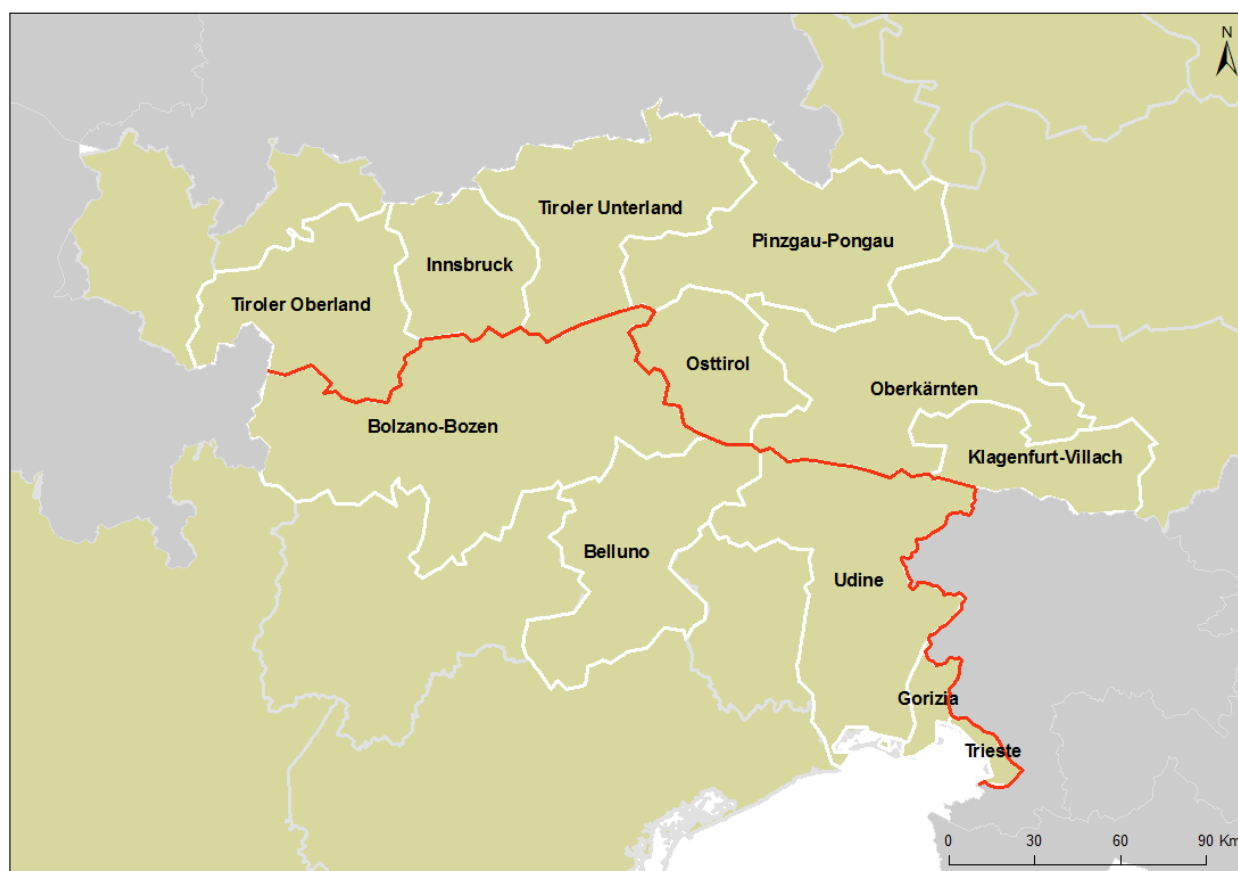 N
Tiroler Unterland
Pinzgau-Pongau
Innsbruck
Tiroler Oberland
Osttirol
Oberkärnten
Bolzano-Bozen
Klagenfurt-Villach
Belluno
Udine
Gorizia
Trieste
0 30 60 90 Km